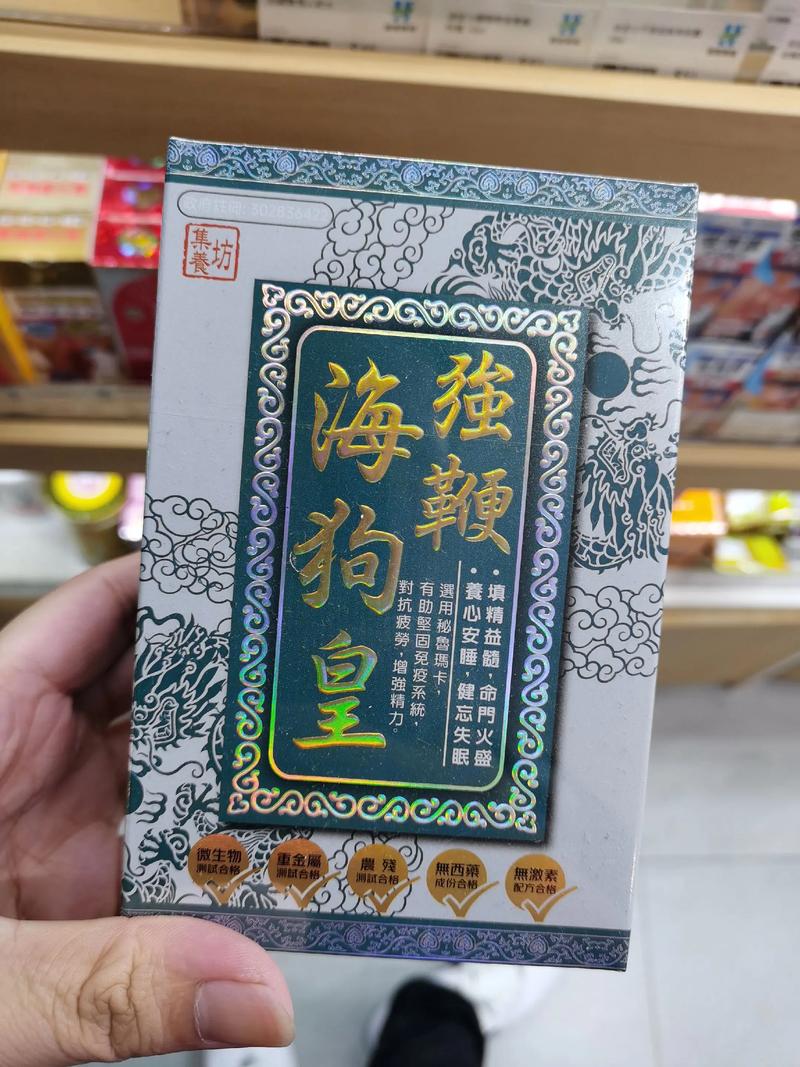 集養坊
強鞭
海狗皇
・填精益髓，命門火盛
・養心安睡，健忘失眠
選用秘魯瑪卡，
有助堅固免疫系統，
對抗疲勞，增強精力。
微生物
測試合格
重金屬
測試合格
農殘
測試合格
無西藥
成份合格
無激素
配方合格